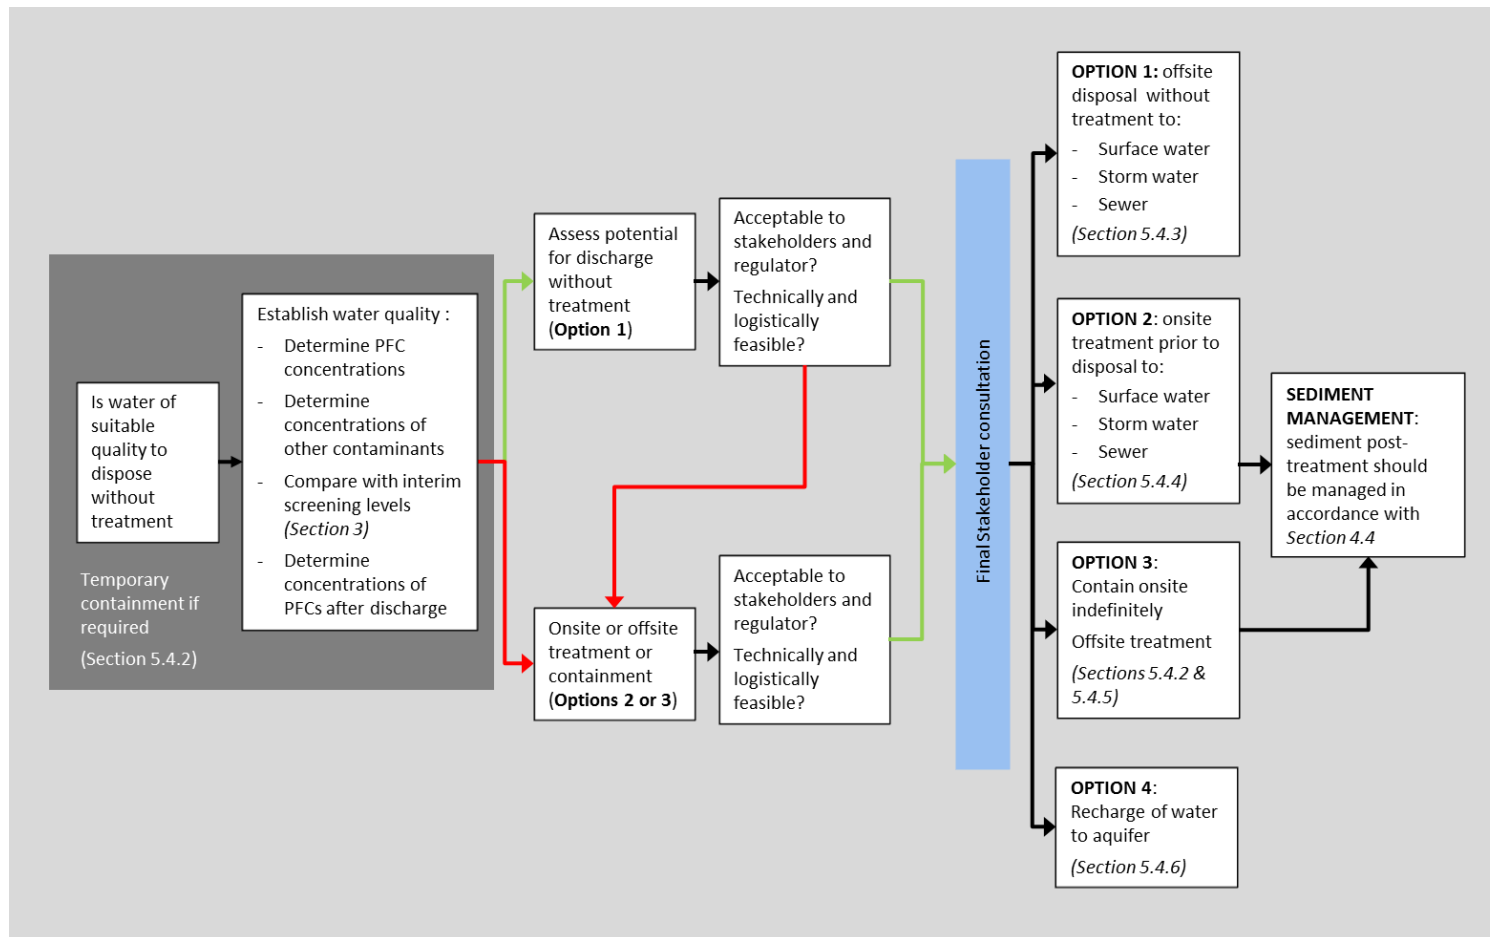 Is water of
suitable
quality to
dispose
without
treatment
Temporary
containment if
required
(Section 5.4.2)
Establish water quality :
- Determine PFC
concentrations
- Determine
concentrations
of other
contaminants
- Compare with interim
screening levels
(Section 3)
- Determine
concentrations of
PFCs after discharge
Assess potential
for discharge
without
treatment
(Option 1)
Acceptable to
stakeholders and
regulator?
Technically and
logistically
feasible?
Onsite or offsite
treatment or
containment
(Options 2 or 3)
Acceptable to
stakeholders and
regulator?
Technically and
logistically
feasible?
Final Stakeholder consultation
OPTION 1: offsite
disposal without
treatment to:
- Surface water
- Storm water
- Sewer
(Section 5.4.3)
OPTION 2: onsite
treatment prior to
disposal to:
- Surface water
- Storm water
- Sewer
(Section 5.4.4)
OPTION 3:
Contain onsite
indefinitely
Offsite treatment
(Sections 5.4.2 &
5.4.5)
OPTION 4:
Recharge of water
to aquifer
(Section 5.4.6)
SEDIMENT
MANAGEMENT:
sediment post-
treatment should
be managed in
accordance with
Section 4.4